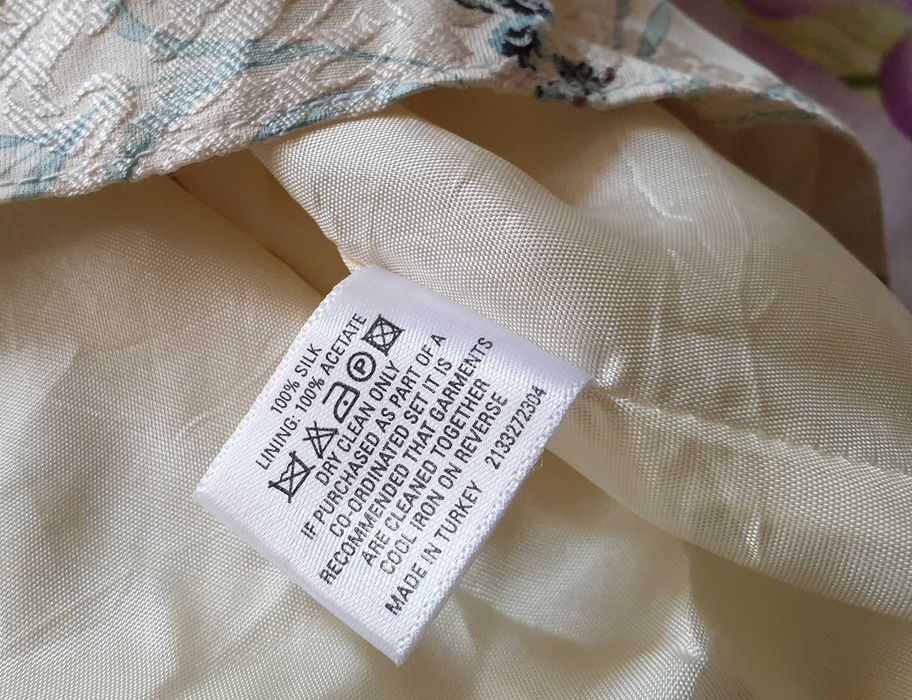 100% SILK
LINING: 100% ACETATE
P
DRY CLEAN ONLY
IF PURCHASED AS PART OF A
CO-ORDINATED SET IT IS
RECOMMENDED THAT GARMENTS
ARE CLEANED TOGETHER
COOL IRON ON REVERSE
MADE IN TURKEY 2133272304